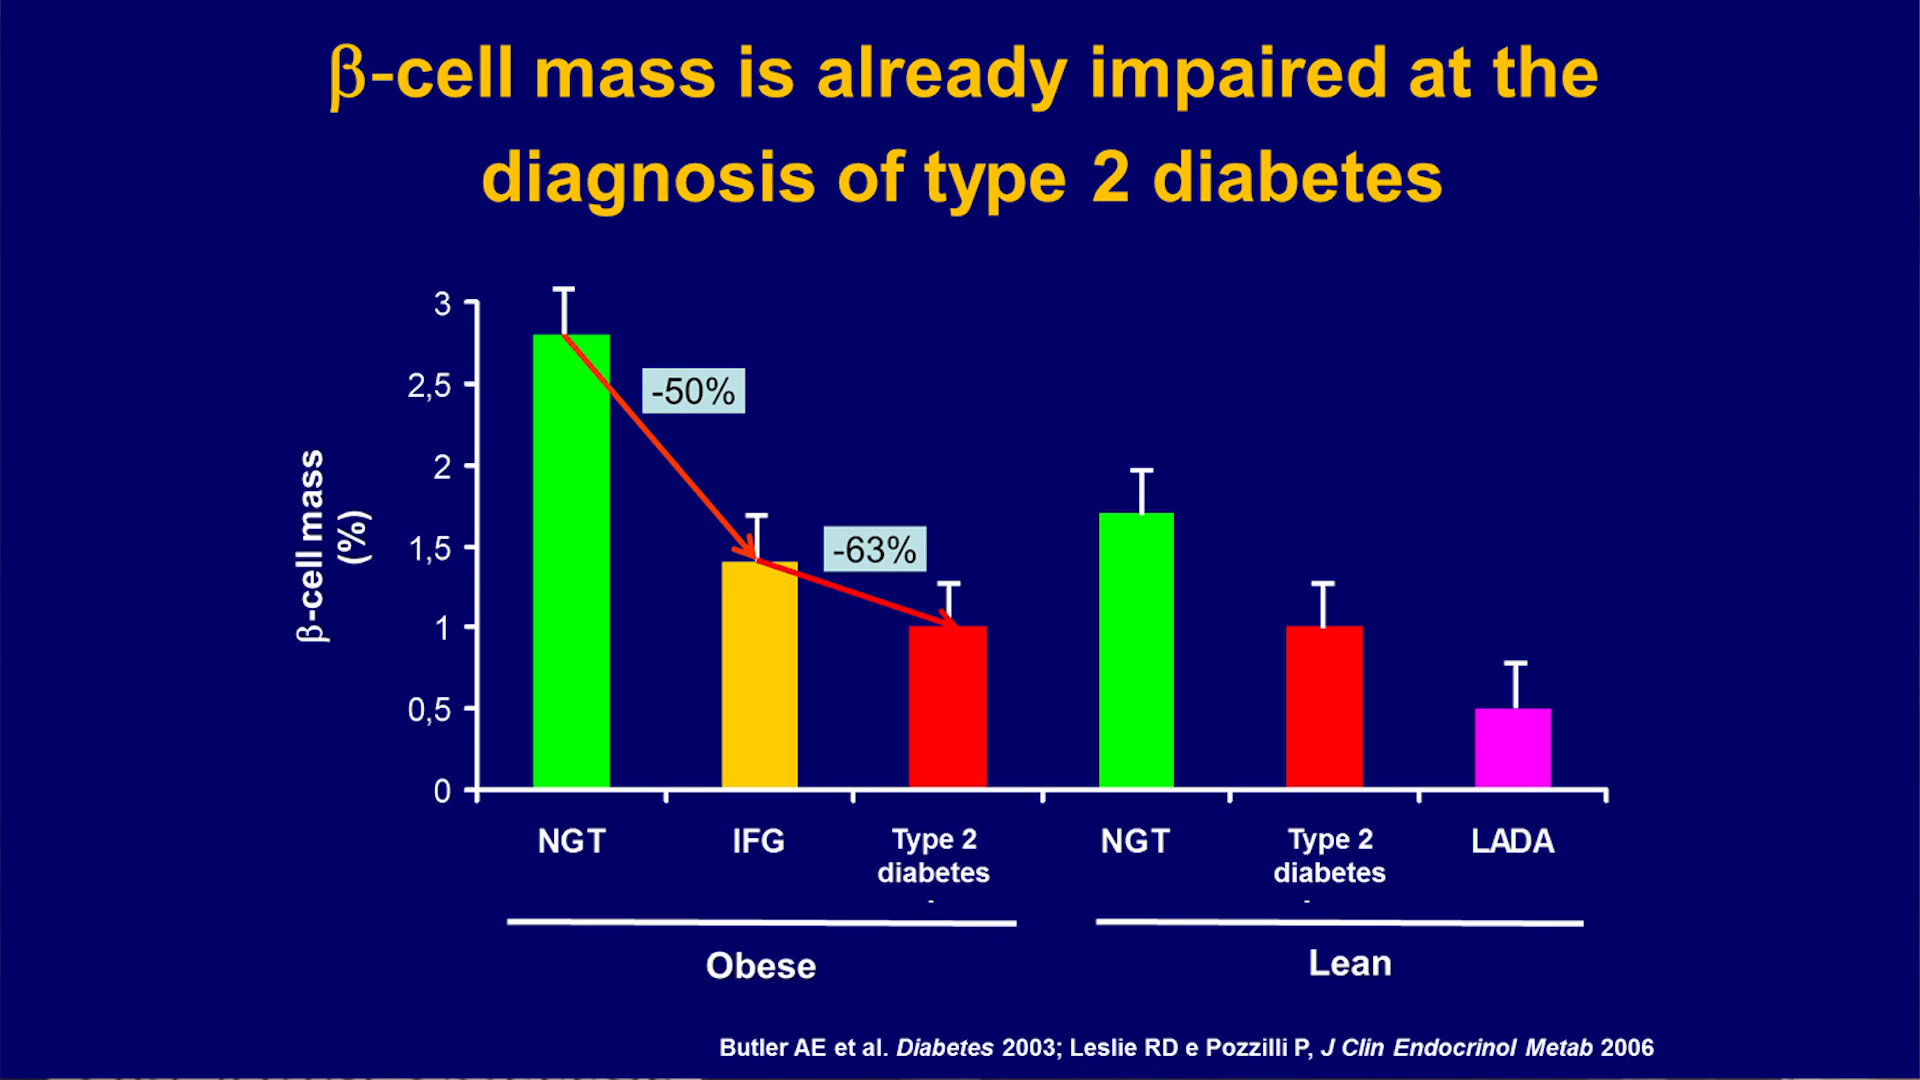 β-cell mass is already impaired at the
diagnosis of type 2 diabetes
β-cell mass
(%)
3
2,5
2
1,5
1
0,5
0
-50%
-63%
NGT
IFG
Type 2
diabetes
-
NGT
Type 2
diabetes
-
LADA
Obese
Lean
Butler AE et al. Diabetes 2003; Leslie RD e Pozzilli P, J Clin Endocrinol Metab 2006